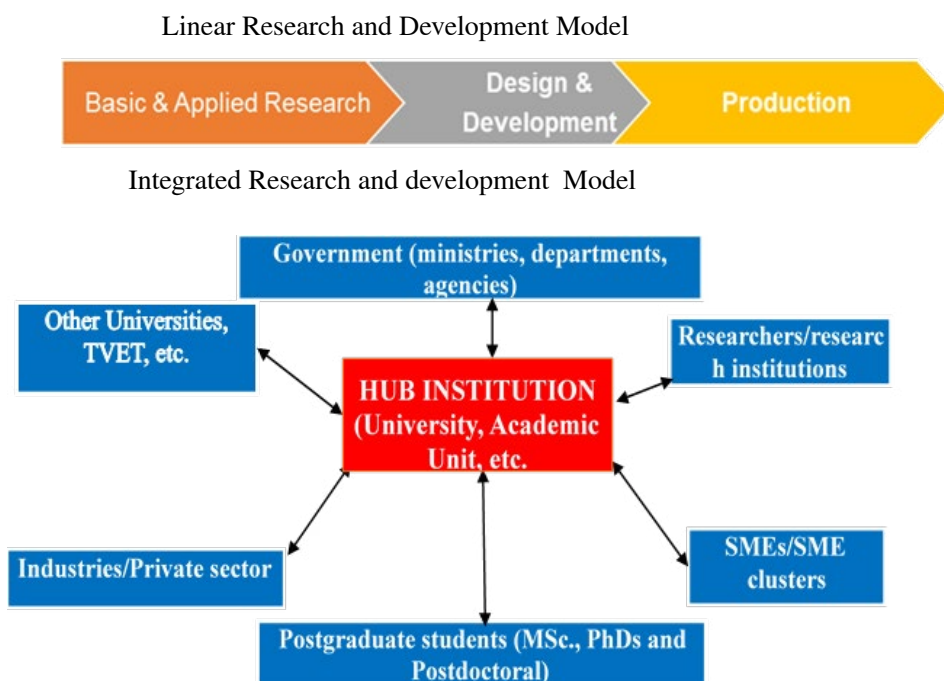 Linear Research and Development Model
Basic & Applied Research
Design &
Development
Production
Integrated Research and development Model
Government (ministries, departments,
agencies)
Other Universities,
TVET, etc.
Researchers/researc
h institutions
HUB INSTITUTION
(University, Academic
Unit, etc.
Industries/Private sector
SMEs/SME
clusters
Postgraduate students (MSc., PhDs and
Postdoctoral)